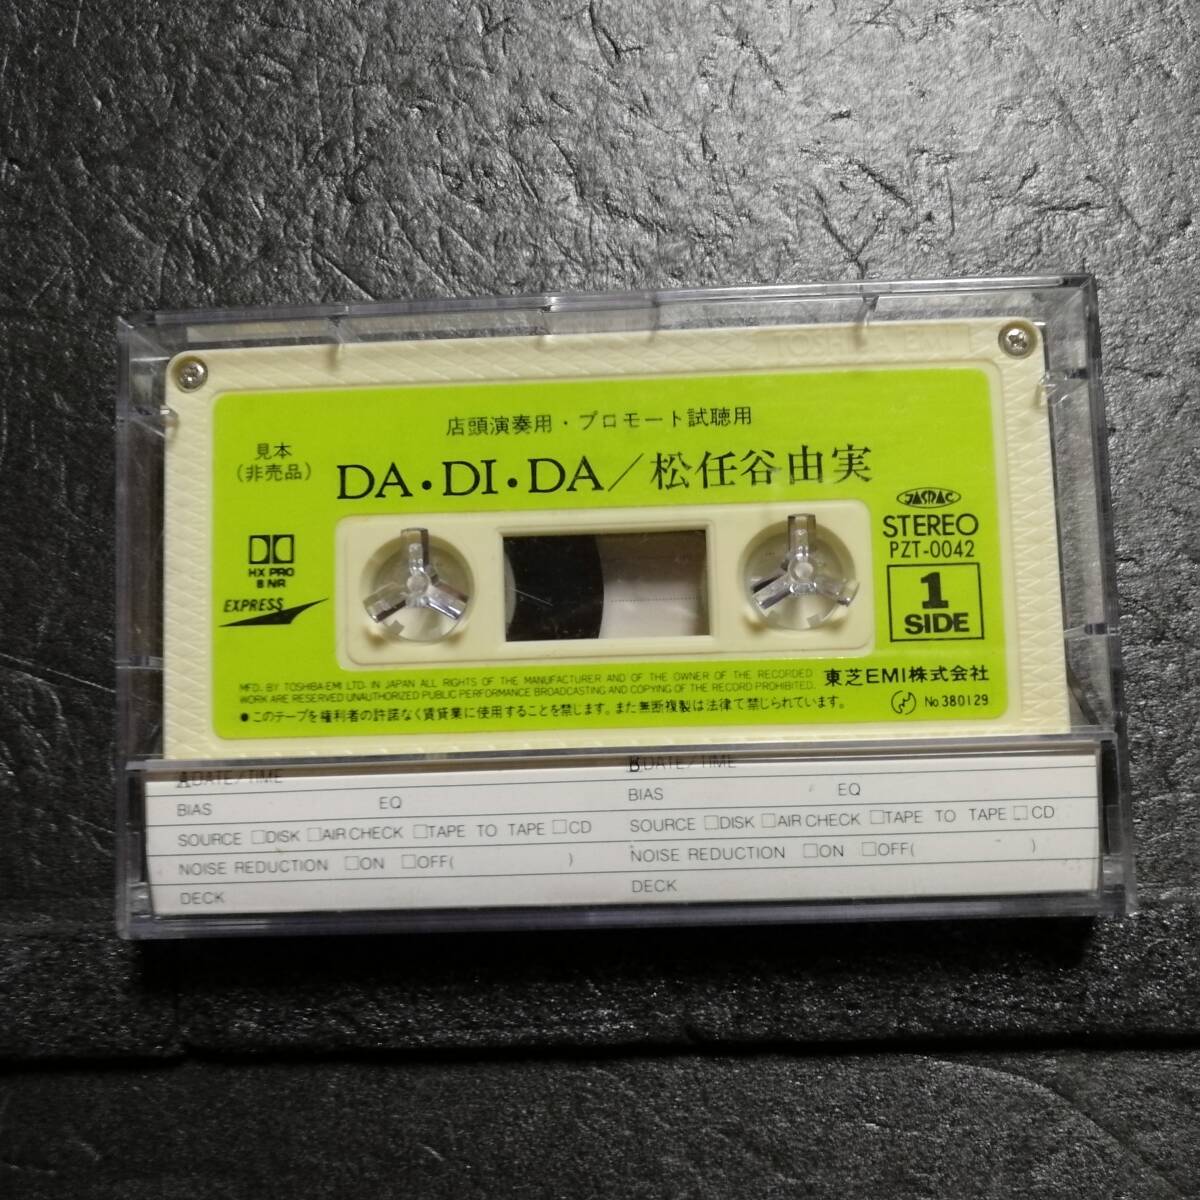 TOSHIBA EMI
店頭演奏用・プロモート試聴用
見本
(非売品)
DA・DI・DA/松任谷由実
JASRAC
STEREO
PZT-0042
1
SIDE
HX PRO
B NR
EXPRESS
MFD. BY TOSHIBA-EMI LTD. IN JAPAN ALL RIGHTS OF THE MANUFACTURER AND OF THE OWNER OF THE RECORDED
WORK ARE RESERVED UNAUTHORIZED PUBLIC PERFORMANCE BROADCASTING AND COPYING OF THE RECORD PROHIBITED.
東芝EMI株式会社
●このテープを権利者の許諾なく賃貸業に使用することを禁じます。また無断複製は法律で禁じられています。
No380129
A DATE/TIME
BIAS EQ
SOURCE □DISK □AIR CHECK □TAPE TO TAPE □CD
NOISE REDUCTION □ON □OFF( )
DECK
B DATE/TIME
BIAS EQ
SOURCE □DISK □AIR CHECK □TAPE TO TAPE □CD
NOISE REDUCTION □ON □OFF( )
DECK